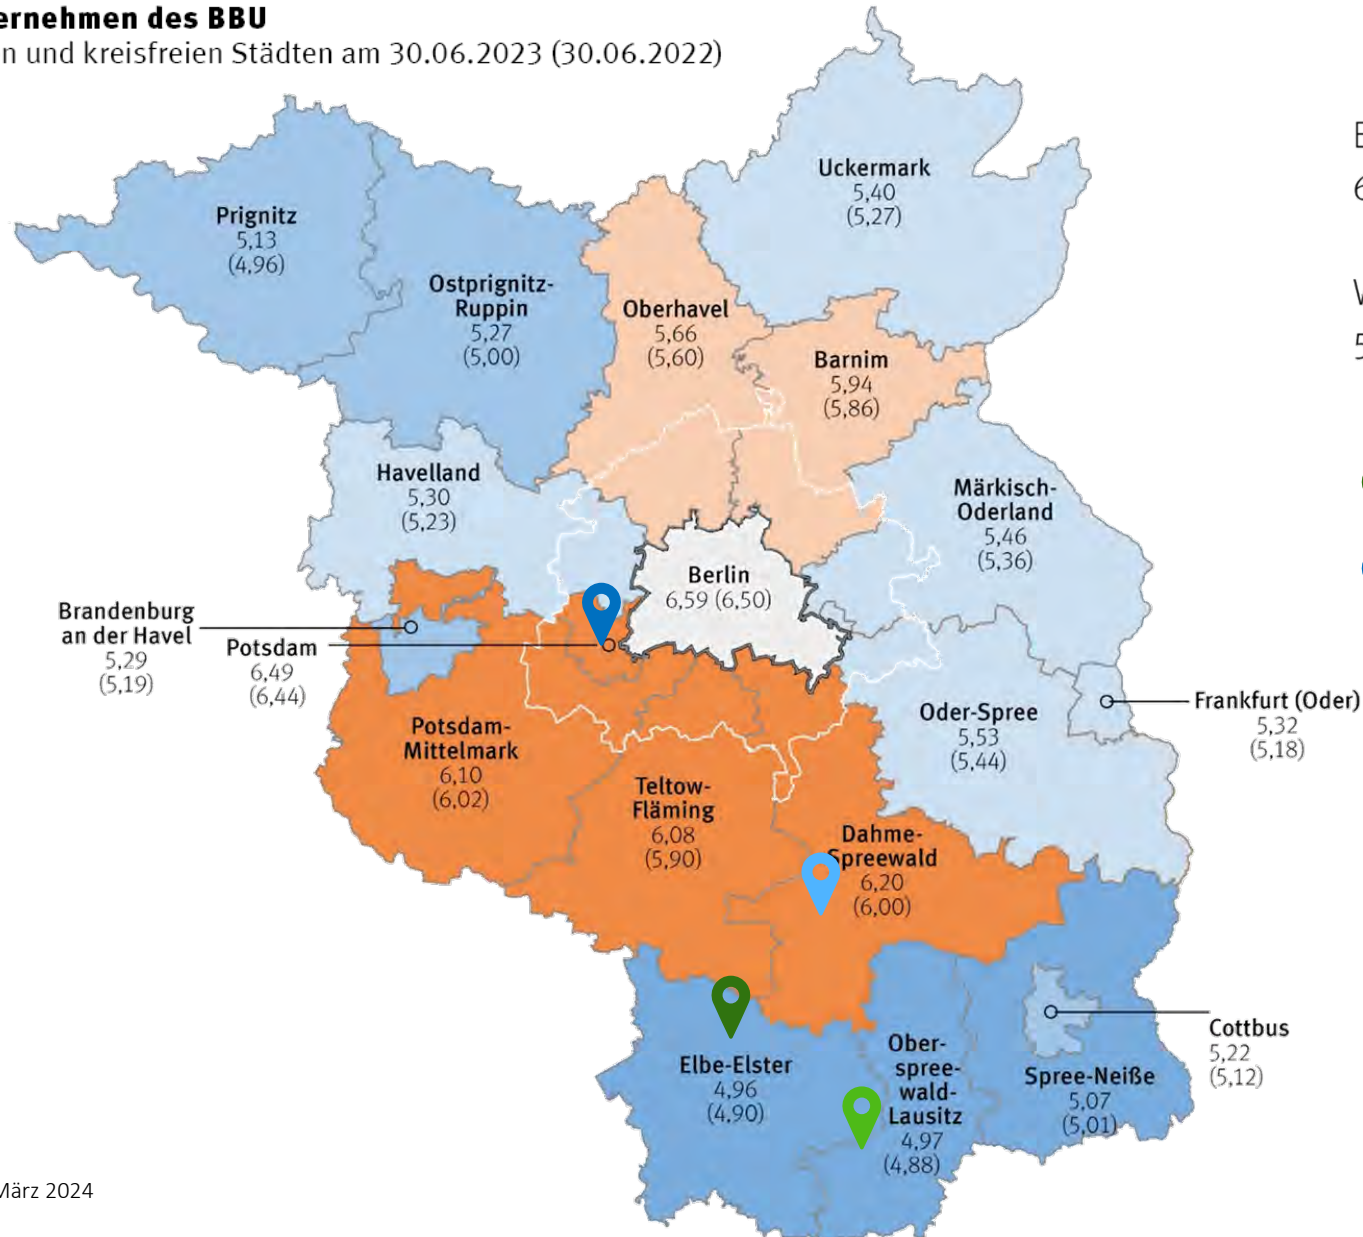 ernehmen des BBU
n und kreisfreien Städten am 30.06.2023 (30.06.2022)
Uckermark
5,40
(5,27)
Prignitz
5,13
(4,96)
Ostprignitz-
Ruppin
5,27
(5,00)
Oberhavel
5,66
(5,60)
Barnim
5,94
(5,86)
Havelland
5,30
(5,23)
Märkisch-
Oderland
5,46
(5,36)
Berlin
6,59 (6,50)
Brandenburg
an der Havel
5,29
(5,19)
Potsdam
6,49
(6,44)
Potsdam-
Mittelmark
6,10
(6,02)
Teltow-
Fläming
6,08
(5,90)
Dahme-
Spreewald
6,20
(6,00)
Oder-Spree
5,53
(5,44)
Frankfurt (Oder)
5,32
(5,18)
Elbe-Elster
4,96
(4,90)
Ober-
spree-
wald-
Lausitz
4,97
(4,88)
Spree-Neiße
5,07
(5,01)
Cottbus
5,22
(5,12)
März 2024